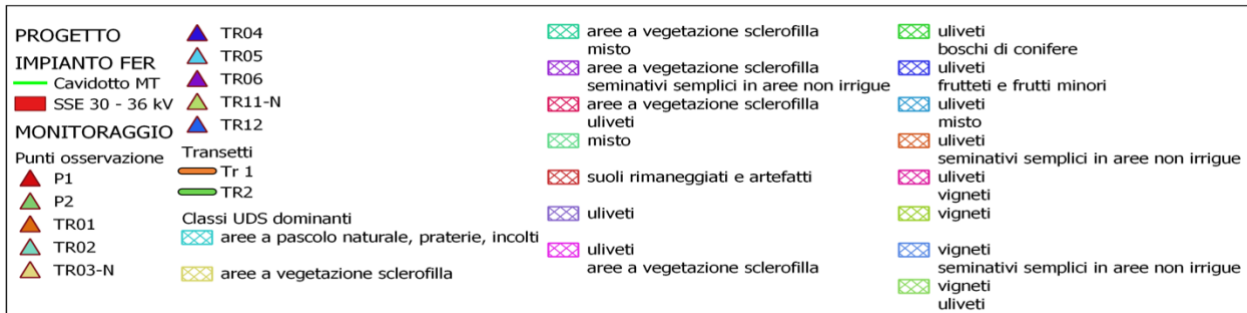 PROGETTO
IMPIANTO FER
Cavidotto MT
SSE 30 - 36 kV
MONITORAGGIO
Punti osservazione
P1
P2
TR01
TR02
TR03-N
TR04
TR05
TR06
TR11-N
TR12
Transetti
Tr 1
TR2
Classi UDS dominanti
aree a pascolo naturale, praterie, incolti
aree a vegetazione sclerofilla
aree a vegetazione sclerofilla
misto
aree a vegetazione sclerofilla
seminativi semplici in aree non irrigue
aree a vegetazione sclerofilla
uliveti
misto
suoli rimaneggiati e artefatti
uliveti
uliveti
aree a vegetazione sclerofilla
uliveti
boschi di conifere
uliveti
frutteti e frutti minori
uliveti
misto
uliveti
seminativi semplici in aree non irrigue
uliveti
vigneti
vigneti
vigneti
seminativi semplici in aree non irrigue
vigneti
uliveti